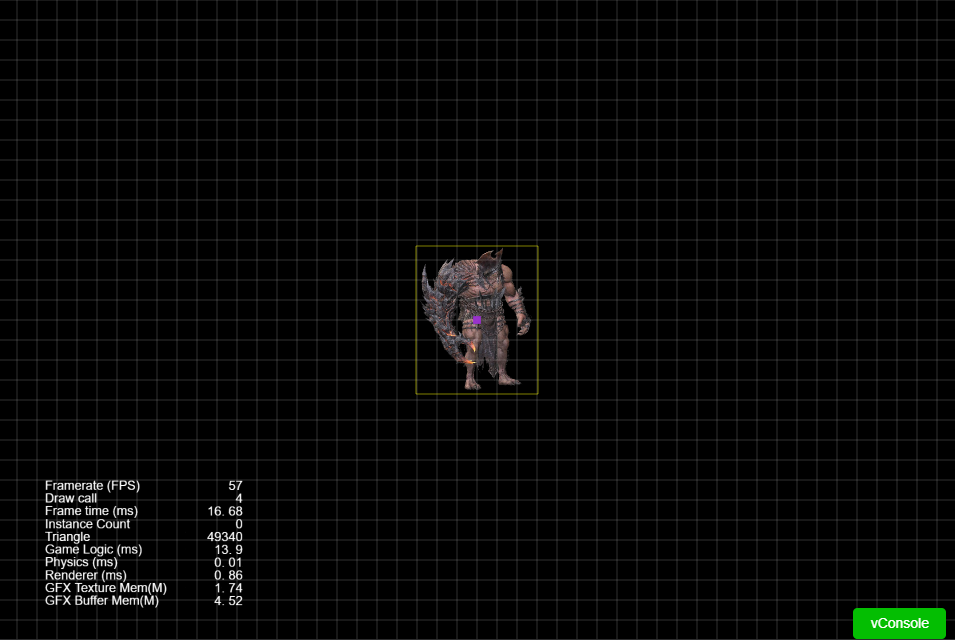 Framerate (FPS) 57
Draw call 4
Frame time (ms) 16. 68
Instance Count 0
Triangle 49340
Game Logic (ms) 13. 9
Physics (ms) 0. 01
Renderer (ms) 0. 86
GFX Texture Mem(M) 1. 74
GFX Buffer Mem(M) 4. 52
vConsole